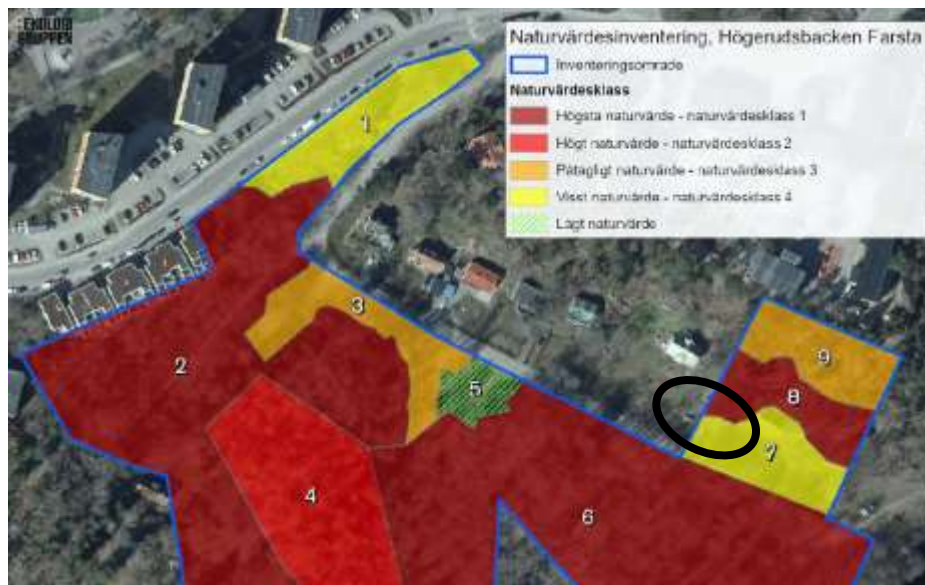 EKOLOGI
GRUPPEN
Naturvärdesinventering, Högerudsbacken Farsta
Inventeringsområde
Naturvärdesklass
Högsta naturvärde - naturvärdesklass 1
Högt naturvärde - naturvärdesklass 2
Påtagligt naturvärde - naturvärdesklass 3
Visst naturvärde - naturvärdesklass 4
Lågt naturvärde
1
2
3
4
5
6
7
8
9